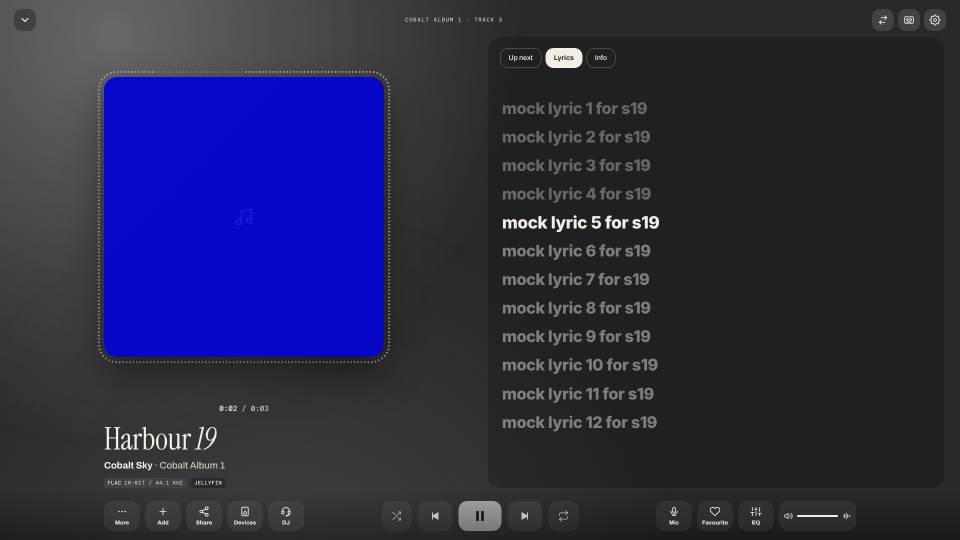 COBALT ALBUM 1 · TRACK 3
Up next
Lyrics
Info
mock lyric 1 for s19
mock lyric 2 for s19
mock lyric 3 for s19
mock lyric 4 for s19
mock lyric 5 for s19
mock lyric 6 for s19
mock lyric 7 for s19
mock lyric 8 for s19
mock lyric 9 for s19
mock lyric 10 for s19
mock lyric 11 for s19
mock lyric 12 for s19
0:02 / 0:03
Harbour 19
Cobalt Sky · Cobalt Album 1
FLAC 16-BIT / 44.1 KHZ
JELLYFIN
More
Add
Share
Devices
DJ
Mic
Favourite
EQ